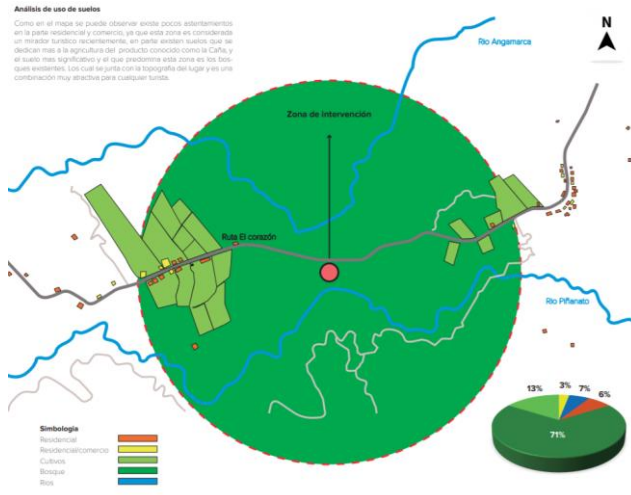 Análisis de uso de suelos
Como en el mapa se puede observar existe pocos asentamientos
en la parte residencial y comercio, ya que esta zona es considerada
un mirador turístico recientemente, en parte existen suelos que se
dedican mas a la agricultura del producto conocido como la Caña, y
el suelo mas significativo y el que predomina esta zona es los bos-
ques existentes. Los cual se junta con la topografía del lugar y es una
combinación muy atractiva para cualquier turista.
N
Rio Angamarca
Zona de intervención
Ruta El corazón
Rio Piñanato
13%
3%
7%
6%
71%
Simbología
Residencial
Residencial/comercio
Cultivos
Bosque
Rios